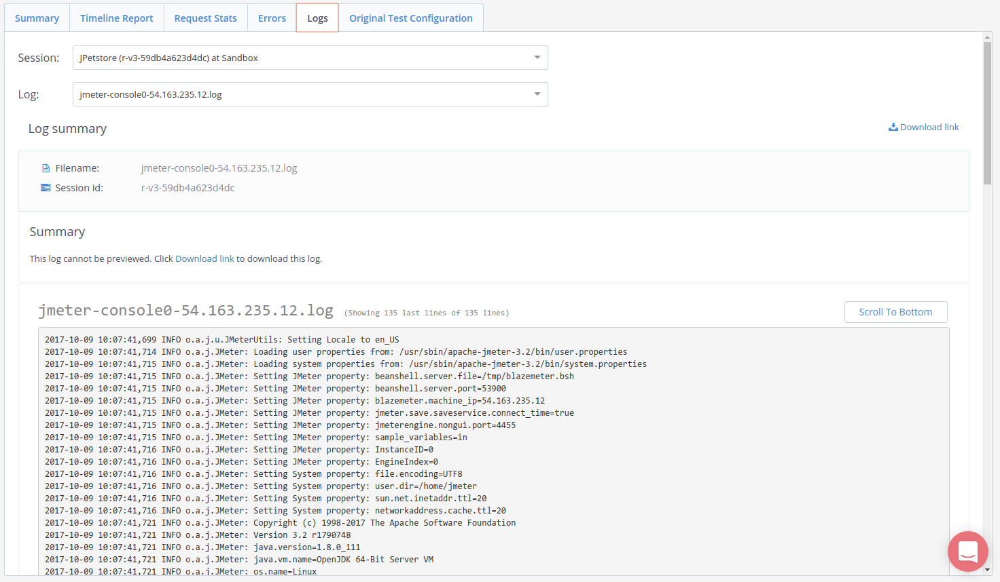 Summary Timeline Report Request Stats Errors Logs Original Test Configuration
Session: JPetstore (r-v3-59db4a623d4dc) at Sandbox
Log: jmeter-console0-54.163.235.12.log
Log summary Download link
Filename: jmeter-console0-54.163.235.12.log
Session id: r-v3-59db4a623d4dc
Summary
This log cannot be previewed. Click Download link to download this log.
jmeter-console0-54.163.235.12.log (Showing 135 last lines of 135 lines) Scroll To Bottom
2017-10-09 10:07:41,699 INFO o.a.j.u.JMeterUtils: Setting Locale to en_US
2017-10-09 10:07:41,714 INFO o.a.j.JMeter: Loading user properties from: /usr/sbin/apache-jmeter-3.2/bin/user.properties
2017-10-09 10:07:41,715 INFO o.a.j.JMeter: Loading system properties from: /usr/sbin/apache-jmeter-3.2/bin/system.properties
2017-10-09 10:07:41,715 INFO o.a.j.JMeter: Setting JMeter property: beanshell.server.file=/tmp/blazemeter.bsh
2017-10-09 10:07:41,715 INFO o.a.j.JMeter: Setting JMeter property: beanshell.server.port=53900
2017-10-09 10:07:41,715 INFO o.a.j.JMeter: Setting JMeter property: blazemeter.machine_ip=54.163.235.12
2017-10-09 10:07:41,715 INFO o.a.j.JMeter: Setting JMeter property: jmeter.save.saveservice.connect_time=true
2017-10-09 10:07:41,715 INFO o.a.j.JMeter: Setting JMeter property: jmeterengine.nongui.port=4455
2017-10-09 10:07:41,715 INFO o.a.j.JMeter: Setting JMeter property: sample_variables=in
2017-10-09 10:07:41,716 INFO o.a.j.JMeter: Setting JMeter property: InstanceID=0
2017-10-09 10:07:41,716 INFO o.a.j.JMeter: Setting JMeter property: EngineIndex=0
2017-10-09 10:07:41,716 INFO o.a.j.JMeter: Setting System property: file.encoding=UTF8
2017-10-09 10:07:41,716 INFO o.a.j.JMeter: Setting System property: user.dir=/home/jmeter
2017-10-09 10:07:41,716 INFO o.a.j.JMeter: Setting System property: sun.net.inetaddr.ttl=20
2017-10-09 10:07:41,716 INFO o.a.j.JMeter: Setting System property: networkaddress.cache.ttl=20
2017-10-09 10:07:41,721 INFO o.a.j.JMeter: Copyright (c) 1998-2017 The Apache Software Foundation
2017-10-09 10:07:41,721 INFO o.a.j.JMeter: Version 3.2 r1790748
2017-10-09 10:07:41,721 INFO o.a.j.JMeter: java.version=1.8.0_111
2017-10-09 10:07:41,721 INFO o.a.j.JMeter: java.vm.name=OpenJDK 64-Bit Server VM
2017-10-09 10:07:41,721 INFO o.a.j.JMeter: os.name=Linux